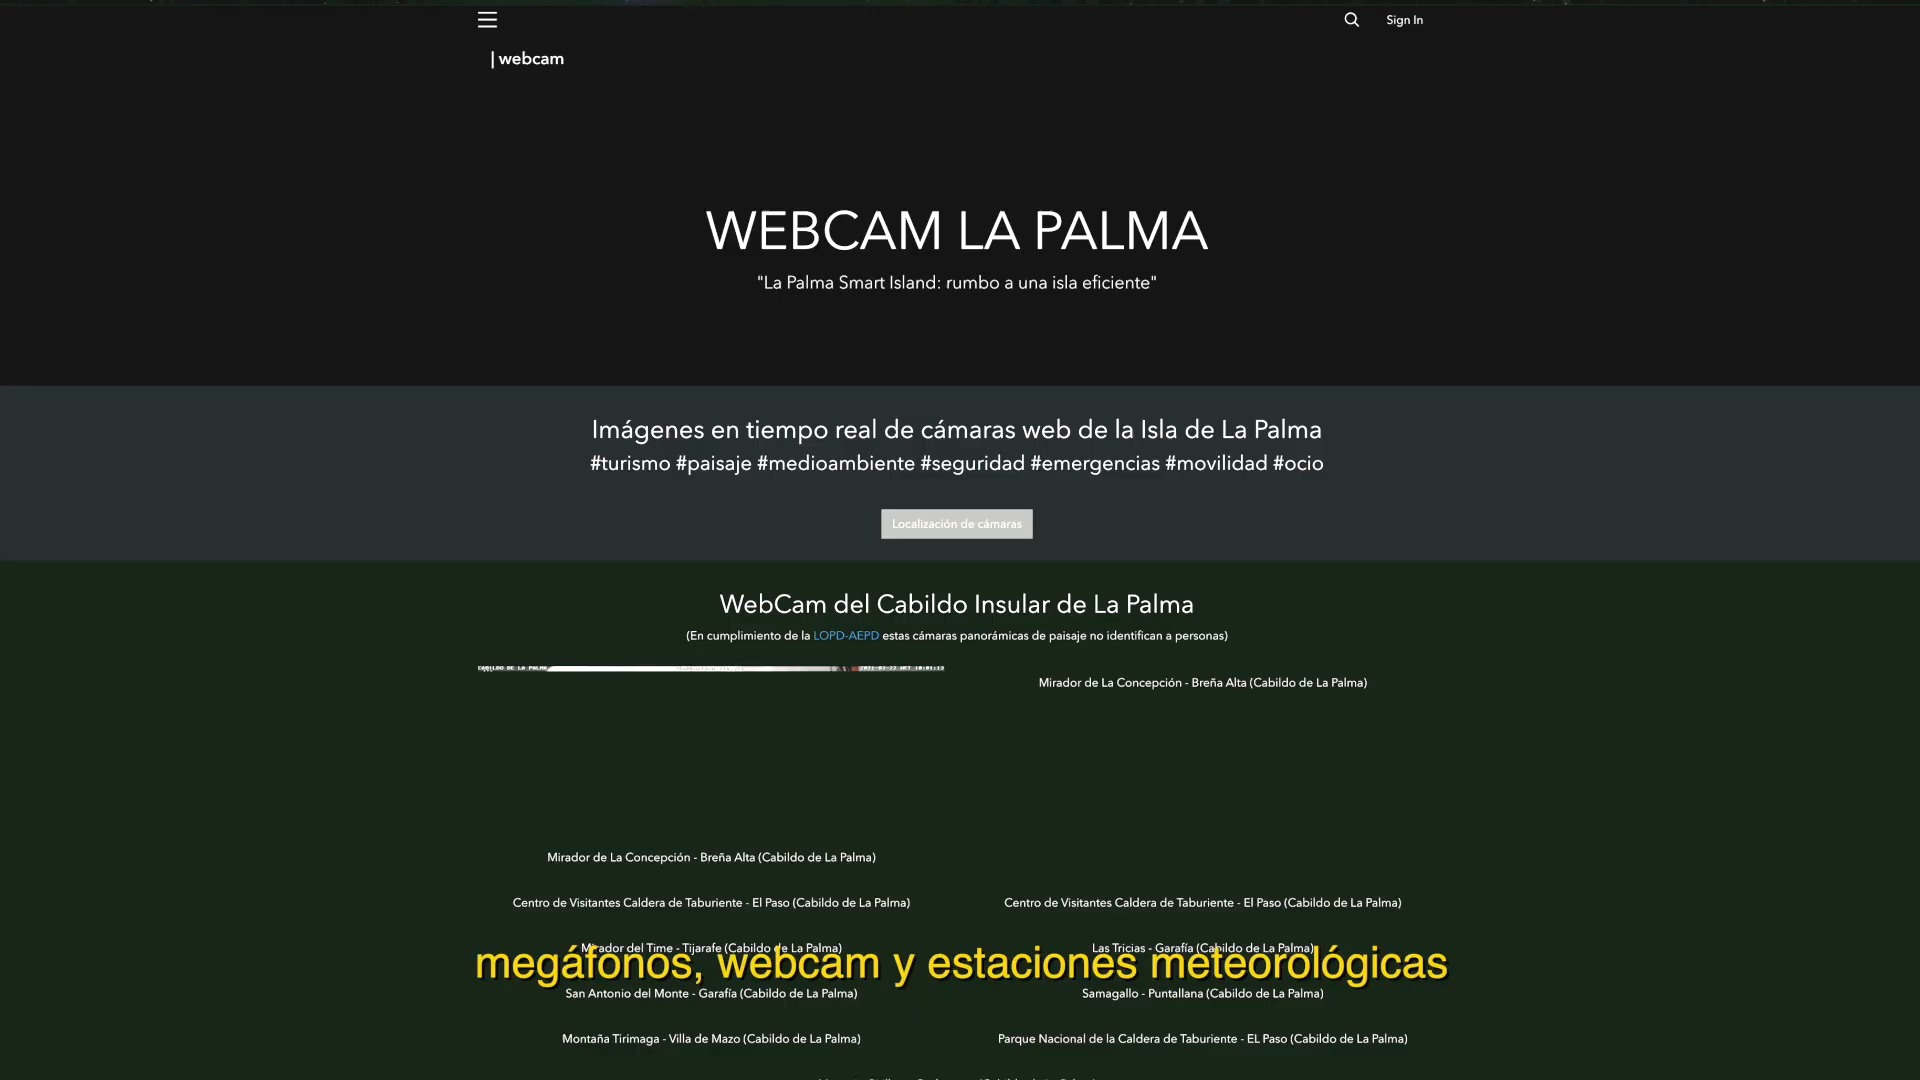 Sign In
| webcam
WEBCAM LA PALMA
"La Palma Smart Island: rumbo a una isla eficiente"
Imágenes en tiempo real de cámaras web de la Isla de La Palma
#turismo #paisaje #medioambiente #seguridad #emergencias #movilidad #ocio
Localización de cámaras
WebCam del Cabildo Insular de La Palma
(En cumplimiento de la LOPD-AEPD estas cámaras panorámicas de paisaje no identifican a personas)
CABILDO DE LA PALMA
Mirador de La Concepción - Breña Alta (Cabildo de La Palma)
Mirador de La Concepción - Breña Alta (Cabildo de La Palma)
Centro de Visitantes Caldera de Taburiente - El Paso (Cabildo de La Palma)
Centro de Visitantes Caldera de Taburiente - El Paso (Cabildo de La Palma)
Mirador del Time - Tijarafe (Cabildo de La Palma)
Las Tricias - Garafía (Cabildo de La Palma)
megáfonos, webcam y estaciones meteorológicas
San Antonio del Monte - Garafía (Cabildo de La Palma)
Samagallo - Puntallana (Cabildo de La Palma)
Montaña Tirimaga - Villa de Mazo (Cabildo de La Palma)
Parque Nacional de la Caldera de Taburiente - EL Paso (Cabildo de La Palma)